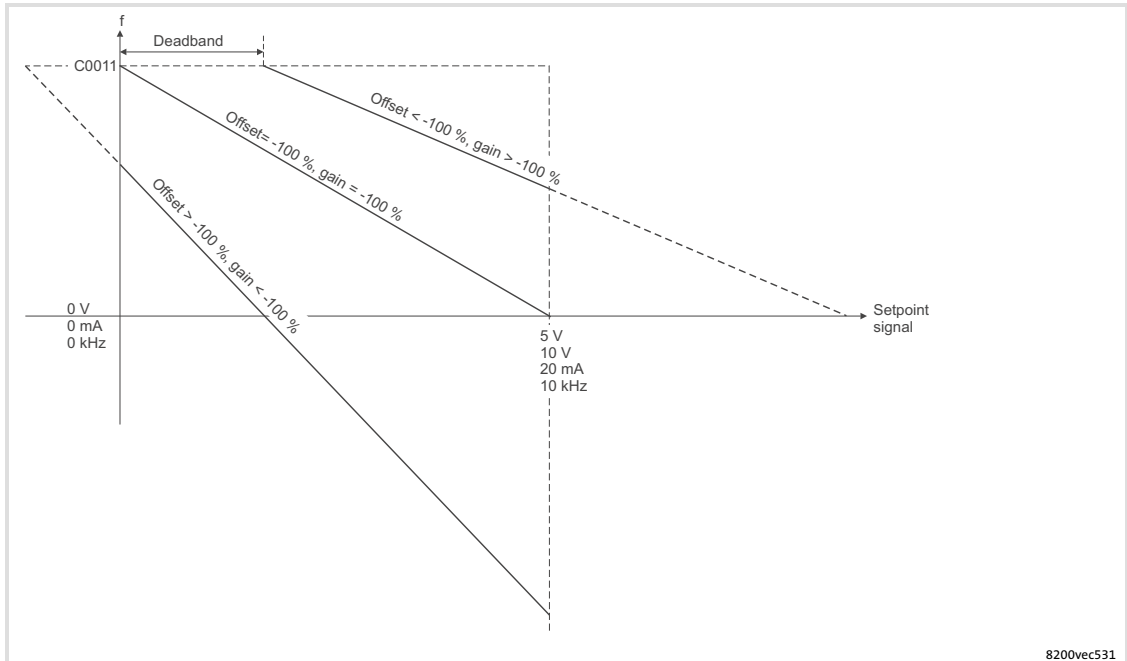 f
Deadband
C0011
Offset < -100 %, gain > -100 %
Offset= -100 %, gain = -100 %
Offset > -100 %, gain < -100 %
0 V
0 mA
0 kHz
Setpoint
signal
5 V
10 V
20 mA
10 kHz
8200vec531